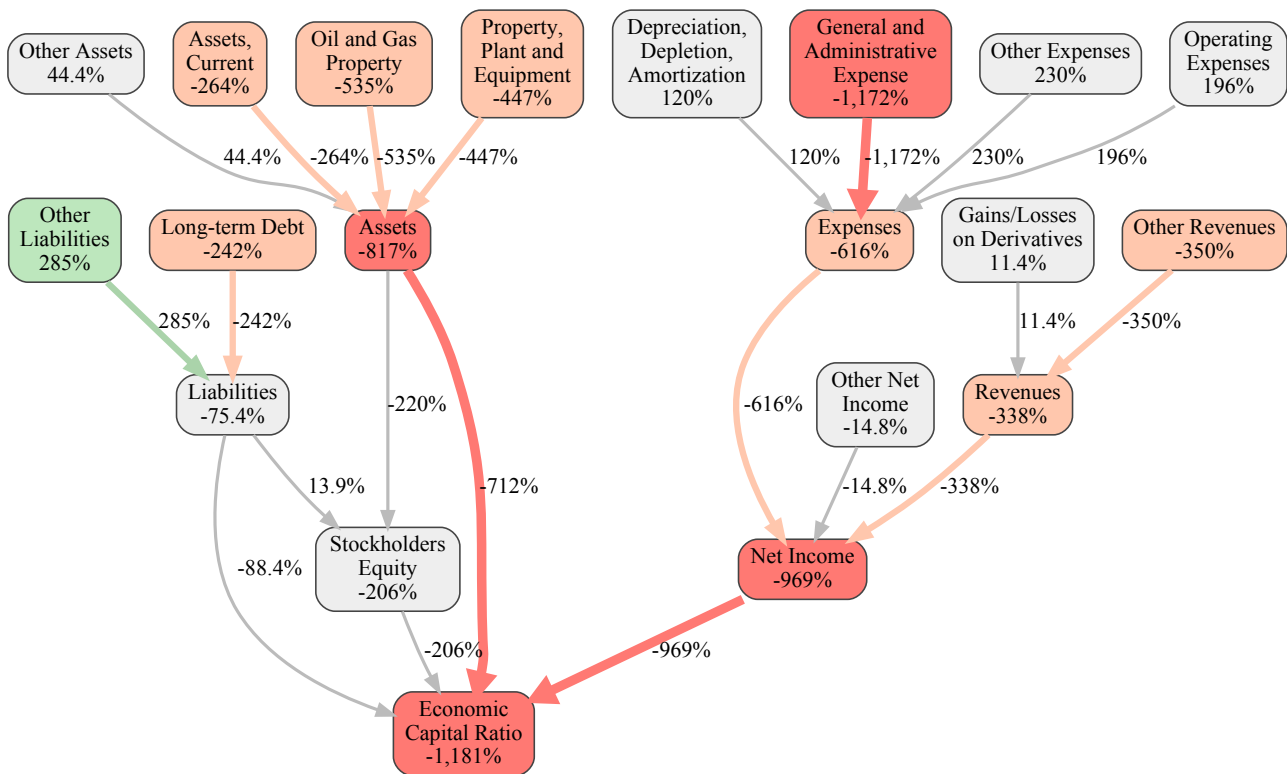 Other Assets
44.4%
Assets,
Current
-264%
Oil and Gas
Property
-535%
Property,
Plant and
Equipment
-447%
Depreciation,
Depletion,
Amortization
120%
General and
Administrative
Expense
-1,172%
Other Expenses
230%
Operating
Expenses
196%
44.4%
-264%
-535%
-447%
120%
-1,172%
230%
196%
Other
Liabilities
285%
Long-term Debt
-242%
Assets
-817%
Expenses
-616%
Gains/Losses
on Derivatives
11.4%
Other Revenues
-350%
285%
-242%
11.4%
-350%
Liabilities
-75.4%
-220%
-616%
Other Net
Income
-14.8%
Revenues
-338%
13.9%
-712%
-14.8%
-338%
Stockholders
Equity
-206%
Net Income
-969%
-88.4%
-206%
-969%
Economic
Capital Ratio
-1,181%